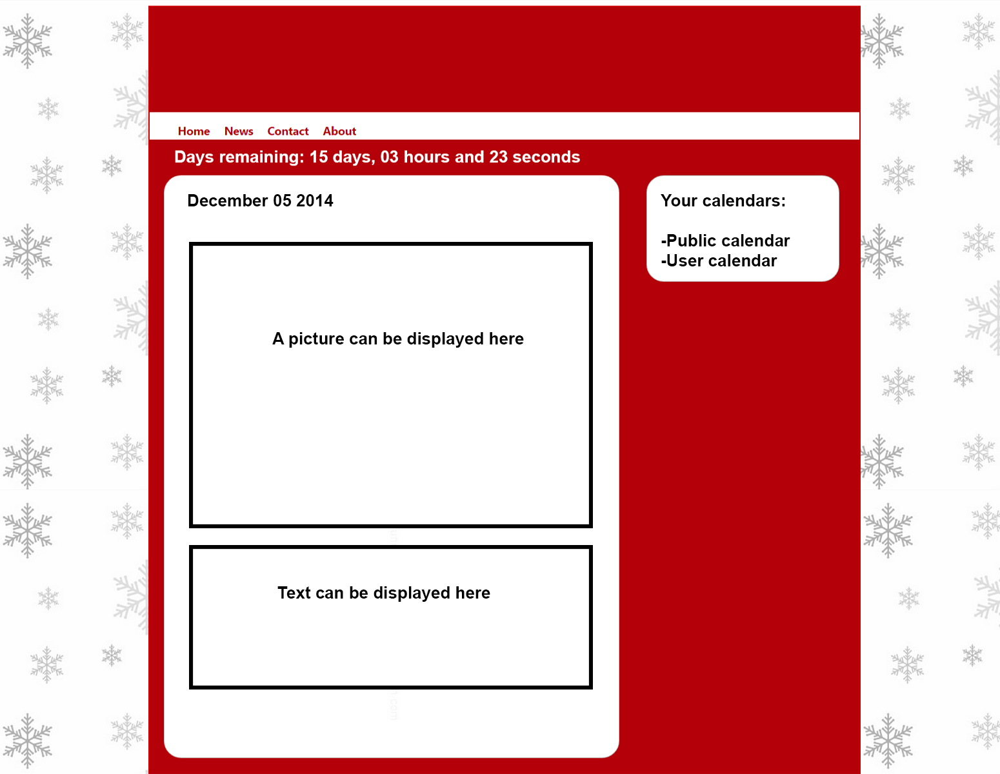 Home News Contact About
Days remaining: 15 days, 03 hours and 23 seconds
December 05 2014
Your calendars:
-Public calendar
-User calendar
A picture can be displayed here
Text can be displayed here